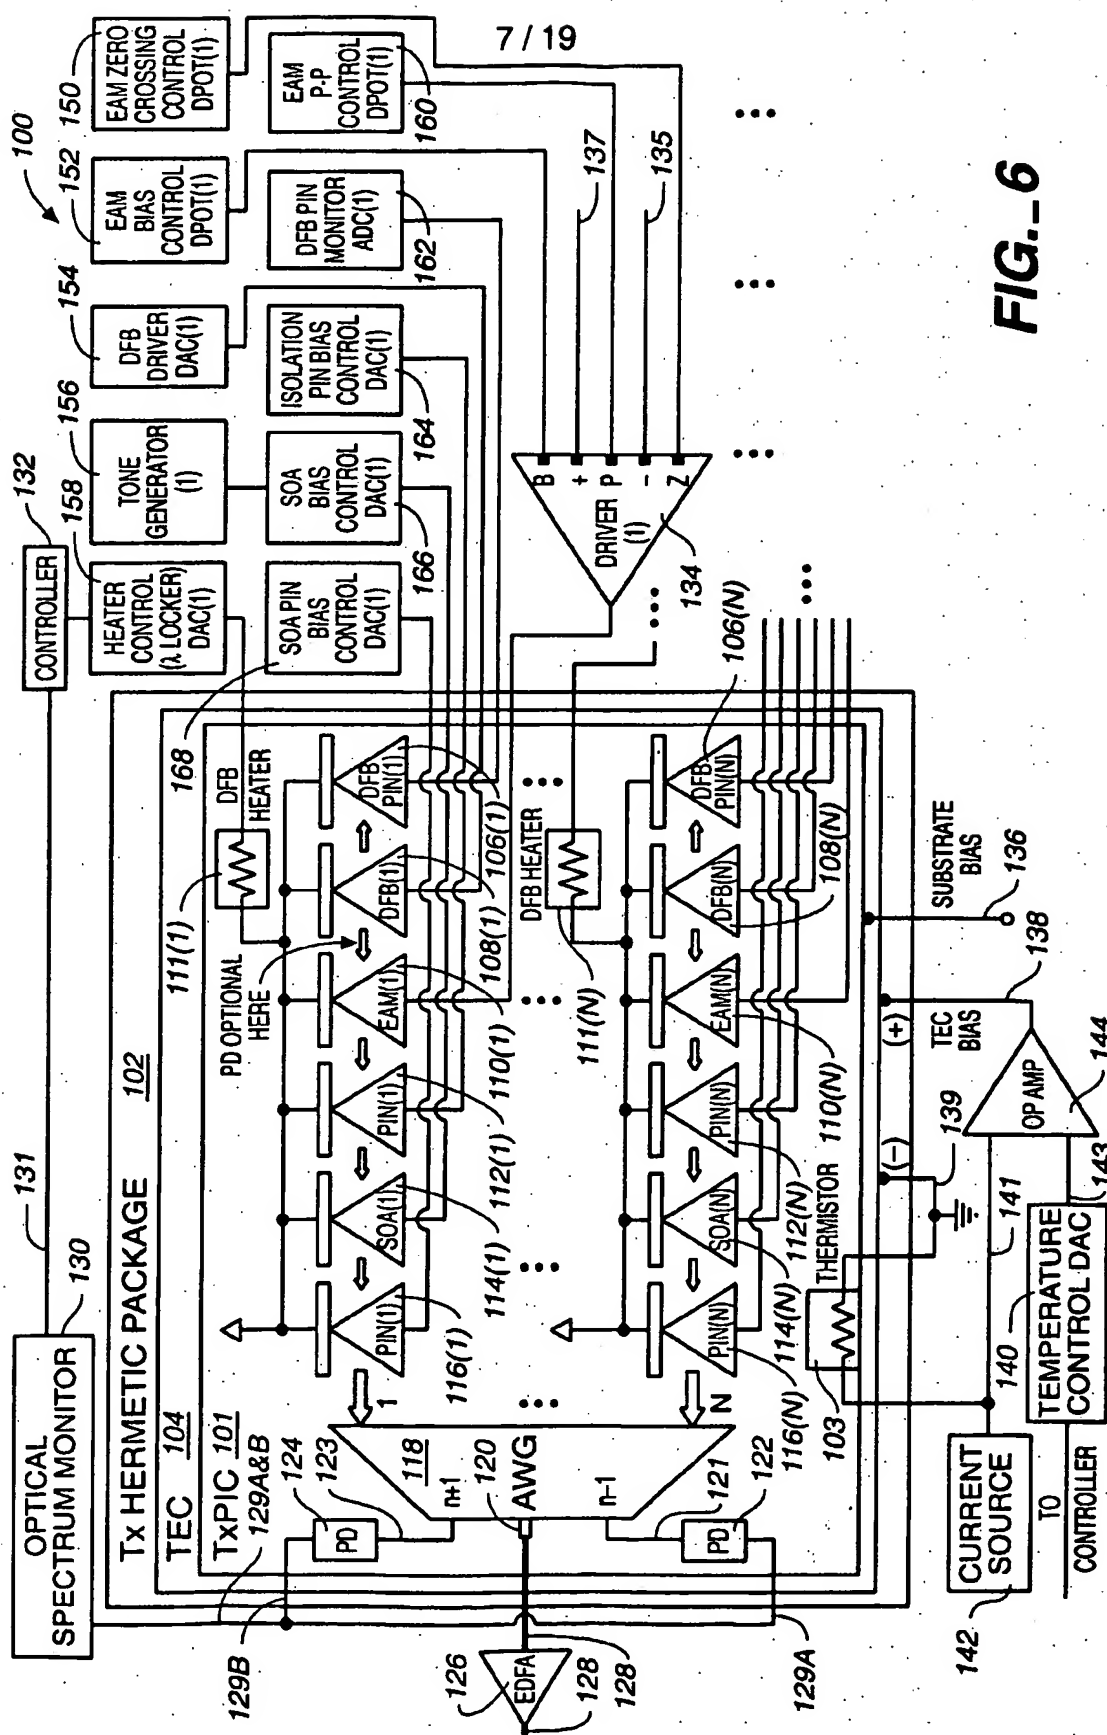 7 / 19
100
150
EAM ZERO
CROSSING
CONTROL
DPOT(1)
152
EAM
BIAS
CONTROL
DPOT(1)
154
DFB
DRIVER
DAC(1)
156
TONE
GENERATOR
(1)
158
HEATER
CONTROL
(λ LOCKER)
DAC(1)
132
CONTROLLER
EAM
P-P
CONTROL
DPOT(1)
160
DFB PIN
MONITOR
ADC(1)
162
ISOLATION
PIN BIAS
CONTROL
DAC(1)
164
SOA
BIAS
CONTROL
DAC(1)
166
SOA PIN
BIAS
CONTROL
DAC(1)
168
131
OPTICAL
SPECTRUM MONITOR
130
Tx HERMETIC PACKAGE 102
TEC 104
TxPIC 101
129A&B
129B
124
PD
123
n+1
118
120
AWG
n–1
121
122
PD
129A
126
EDFA
128
128
1
N
PIN(1)
SOA(1)
PIN(1)
EAM(1)
DFB(1)
DFB
PIN(1)
116(1)
114(1)
112(1)
110(1)
108(1)
106(1)
PD OPTIONAL
HERE
111(1)
DFB
HEATER
DFB HEATER
111(N)
PIN(N)
SOA(N)
PIN(N)
EAM(N)
DFB(N)
DFB
PIN(N)
116(N)
114(N)
112(N)
110(N)
108(N)
106(N)
DRIVER
(1)
134
B
+
P
-
Z
137
135
THERMISTOR
103
(–)
139
(+)
TEC
BIAS
138
SUBSTRATE
BIAS
136
OP AMP
144
141
143
140
TEMPERATURE
CONTROL DAC
CURRENT
SOURCE
142
TO
CONTROLLER
FIG._6